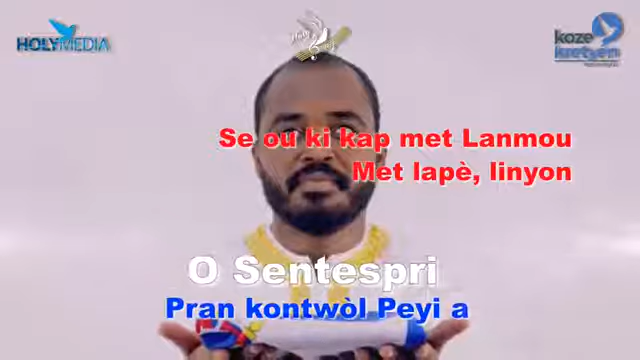 HOLYMEDIA
koze
kretyen
Se ou ki kap met Lanmou
Met lapè, linyon
O Sentespri
Pran kontwòl Peyi a